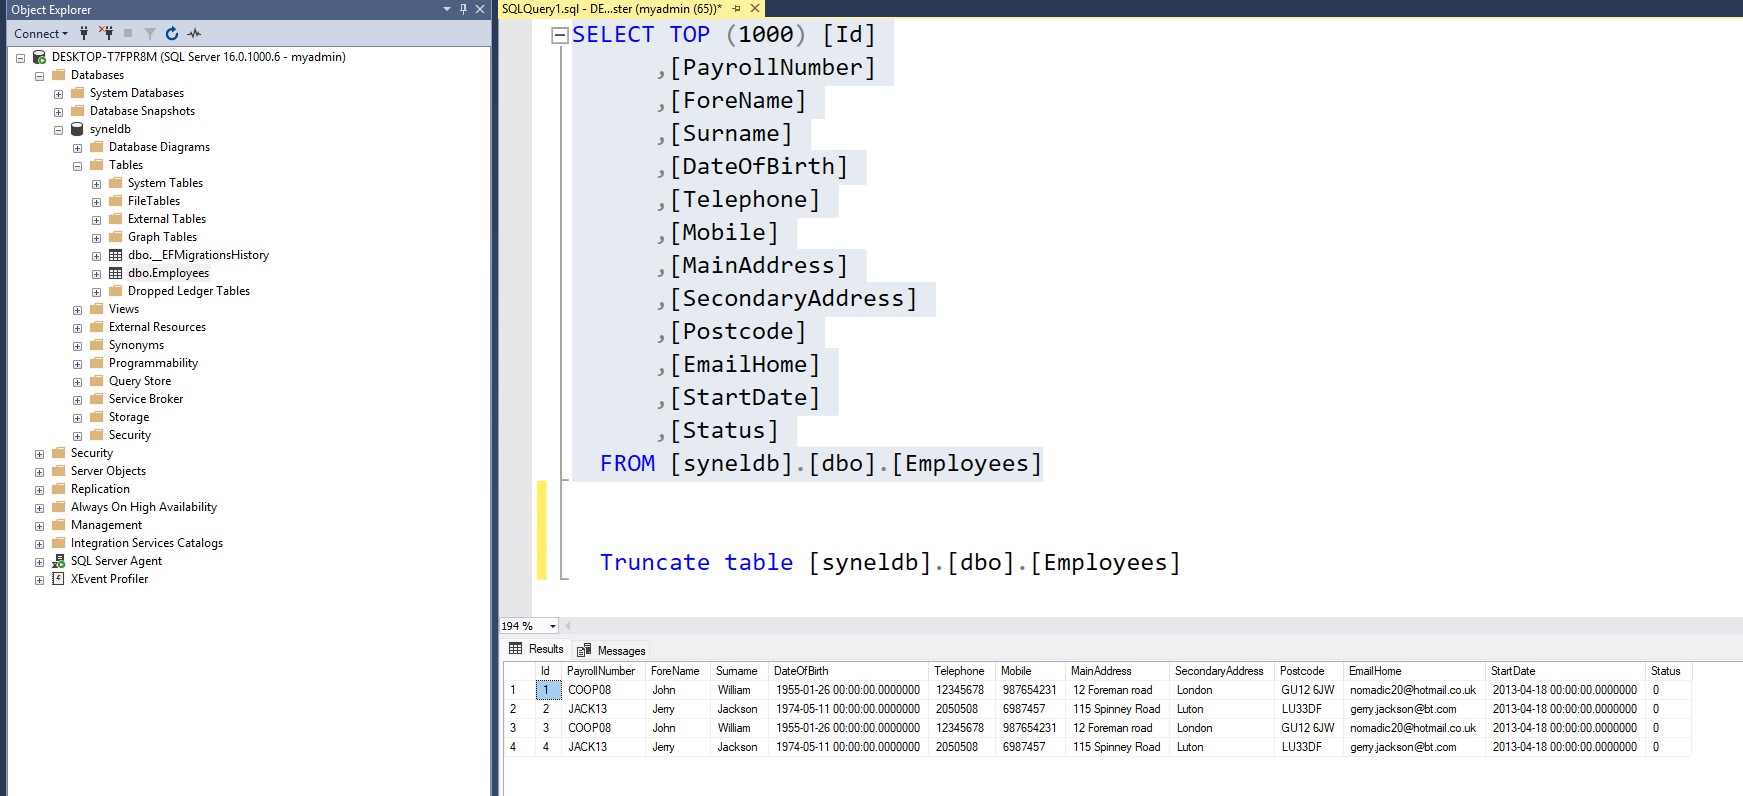 Object Explorer
Connect
DESKTOP-T7FPR8M (SQL Server 16.0.1000.6 - myadmin)
Databases
System Databases
Database Snapshots
syneldb
Database Diagrams
Tables
System Tables
FileTables
External Tables
Graph Tables
dbo.__EFMigrationsHistory
dbo.Employees
Dropped Ledger Tables
Views
External Resources
Synonyms
Programmability
Query Store
Service Broker
Storage
Security
Security
Server Objects
Replication
Always On High Availability
Management
Integration Services Catalogs
SQL Server Agent
XEvent Profiler
SQLQuery1.sql - DE...ster (myadmin (65))*
SELECT TOP (1000) [Id]
,[PayrollNumber]
,[ForeName]
,[Surname]
,[DateOfBirth]
,[Telephone]
,[Mobile]
,[MainAddress]
,[SecondaryAddress]
,[Postcode]
,[EmailHome]
,[StartDate]
,[Status]
FROM [syneldb].[dbo].[Employees]
Truncate table [syneldb].[dbo].[Employees]
194 %
Results Messages
Id PayrollNumber ForeName Surname DateOfBirth Telephone Mobile MainAddress SecondaryAddress Postcode EmailHome StartDate Status
1 1 COOP08 John William 1955-01-26 00:00:00.0000000 12345678 987654231 12 Foreman road London GU12 6JW nomadic20@hotmail.co.uk 2013-04-18 00:00:00.0000000 0
2 2 JACK13 Jerry Jackson 1974-05-11 00:00:00.0000000 2050508 6987457 115 Spinney Road Luton LU33DF gerry.jackson@bt.com 2013-04-18 00:00:00.0000000 0
3 3 COOP08 John William 1955-01-26 00:00:00.0000000 12345678 987654231 12 Foreman road London GU12 6JW nomadic20@hotmail.co.uk 2013-04-18 00:00:00.0000000 0
4 4 JACK13 Jerry Jackson 1974-05-11 00:00:00.0000000 2050508 6987457 115 Spinney Road Luton LU33DF gerry.jackson@bt.com 2013-04-18 00:00:00.0000000 0